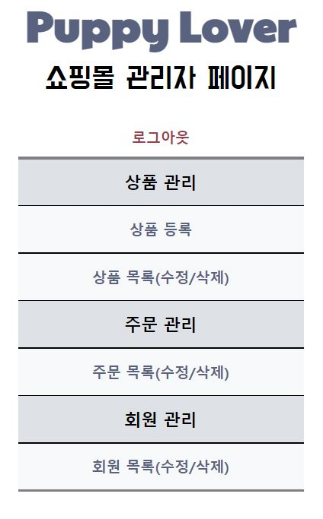 Puppy Lover
쇼핑몰 관리자 페이지
로그아웃
상품 관리
상품 등록
상품 목록(수정/삭제)
주문 관리
주문 목록(수정/삭제)
회원 관리
회원 목록(수정/삭제)